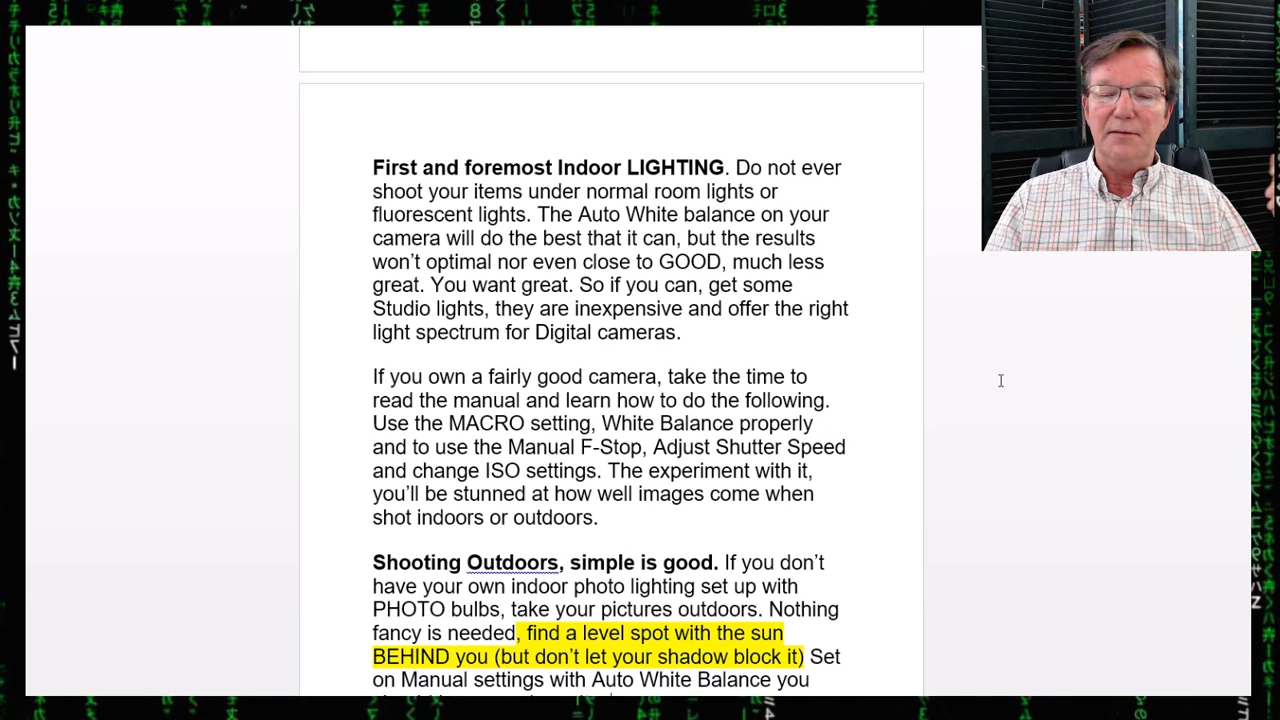 First and foremost Indoor LIGHTING. Do not ever
shoot your items under normal room lights or
fluorescent lights. The Auto White balance on your
camera will do the best that it can, but the results
won’t optimal nor even close to GOOD, much less
great. You want great. So if you can, get some
Studio lights, they are inexpensive and offer the right
light spectrum for Digital cameras.
If you own a fairly good camera, take the time to
read the manual and learn how to do the following.
Use the MACRO setting, White Balance properly
and to use the Manual F-Stop, Adjust Shutter Speed
and change ISO settings. The experiment with it,
you’ll be stunned at how well images come when
shot indoors or outdoors.
Shooting Outdoors, simple is good. If you don’t
have your own indoor photo lighting set up with
PHOTO bulbs, take your pictures outdoors. Nothing
fancy is needed, find a level spot with the sun
BEHIND you (but don’t let your shadow block it) Set
on Manual settings with Auto White Balance you